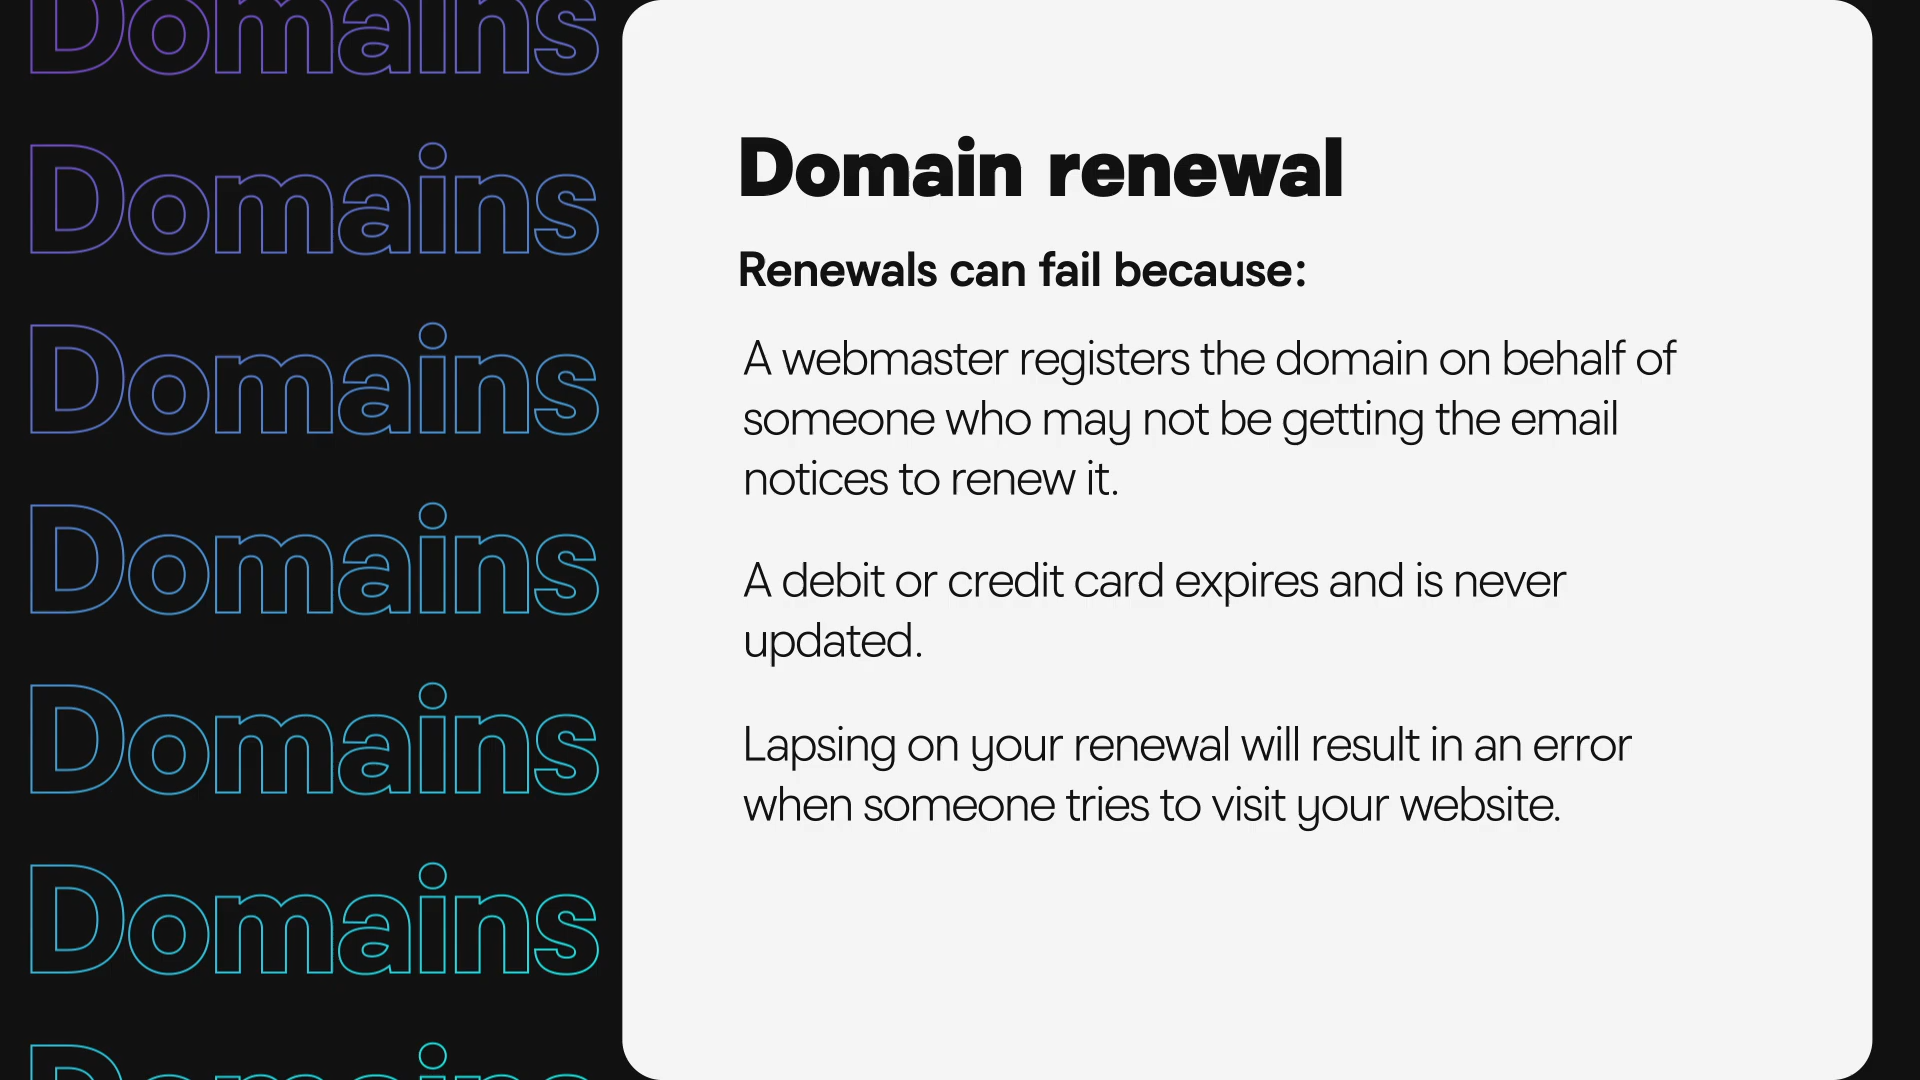 Domains
Domains
Domains
Domains
Domains
Domains
Domains
Domain renewal
Renewals can fail because:
A webmaster registers the domain on behalf of
someone who may not be getting the email
notices to renew it.
A debit or credit card expires and is never
updated.
Lapsing on your renewal will result in an error
when someone tries to visit your website.